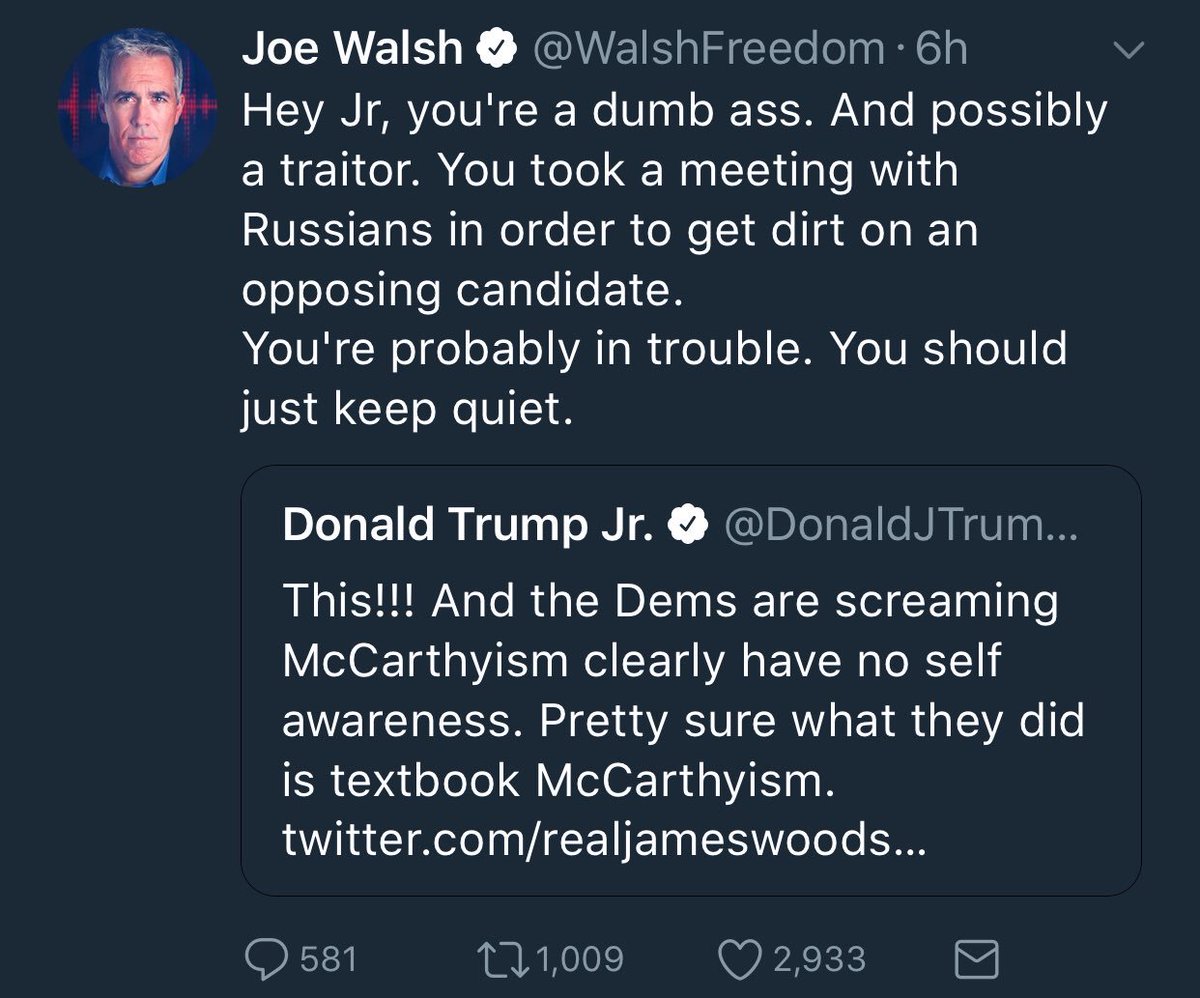 Joe Walsh @WalshFreedom · 6h
Hey Jr, you're a dumb ass. And possibly
a traitor. You took a meeting with
Russians in order to get dirt on an
opposing candidate.
You're probably in trouble. You should
just keep quiet.
Donald Trump Jr. @DonaldJTrum...
This!!! And the Dems are screaming
McCarthyism clearly have no self
awareness. Pretty sure what they did
is textbook McCarthyism.
twitter.com/realjameswoods...
581 1,009 2,933